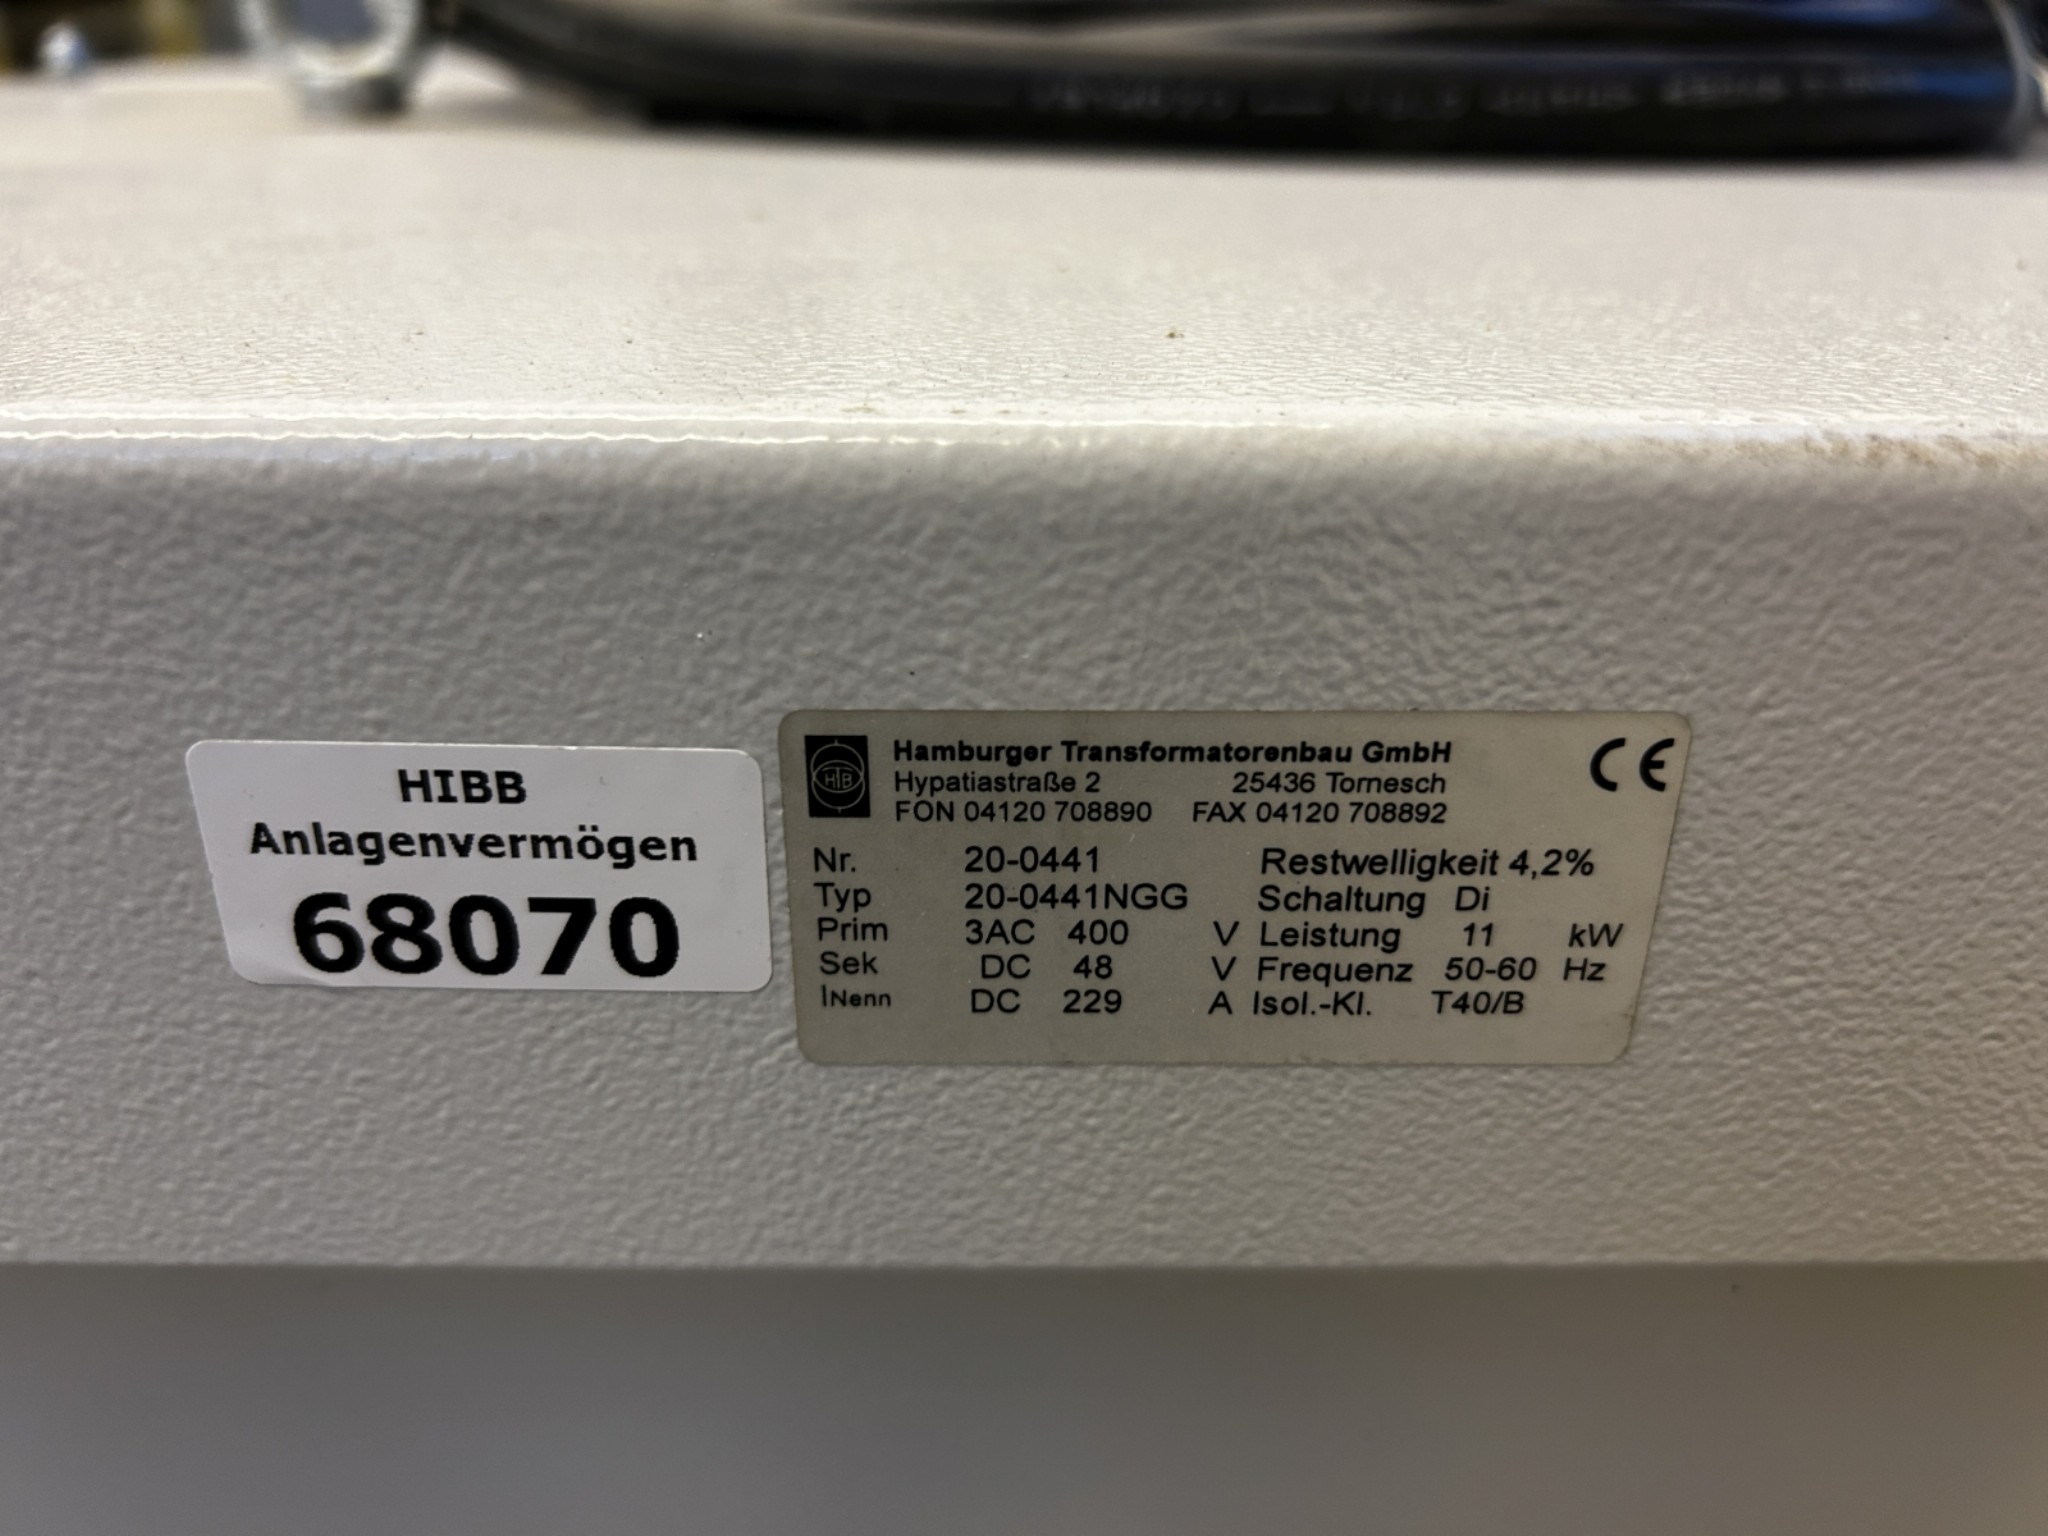 HIBB
Anlagenvermögen
68070
HTB
Hamburger Transformatorenbau GmbH
Hypatiastraße 2 25436 Tornesch
FON 04120 708890 FAX 04120 708892
CE
Nr. 20-0441 Restwelligkeit 4,2%
Typ 20-0441NGG Schaltung Di
Prim 3AC 400 V Leistung 11 kW
Sek DC 48 V Frequenz 50-60 Hz
INenn DC 229 A Isol.-Kl. T40/B